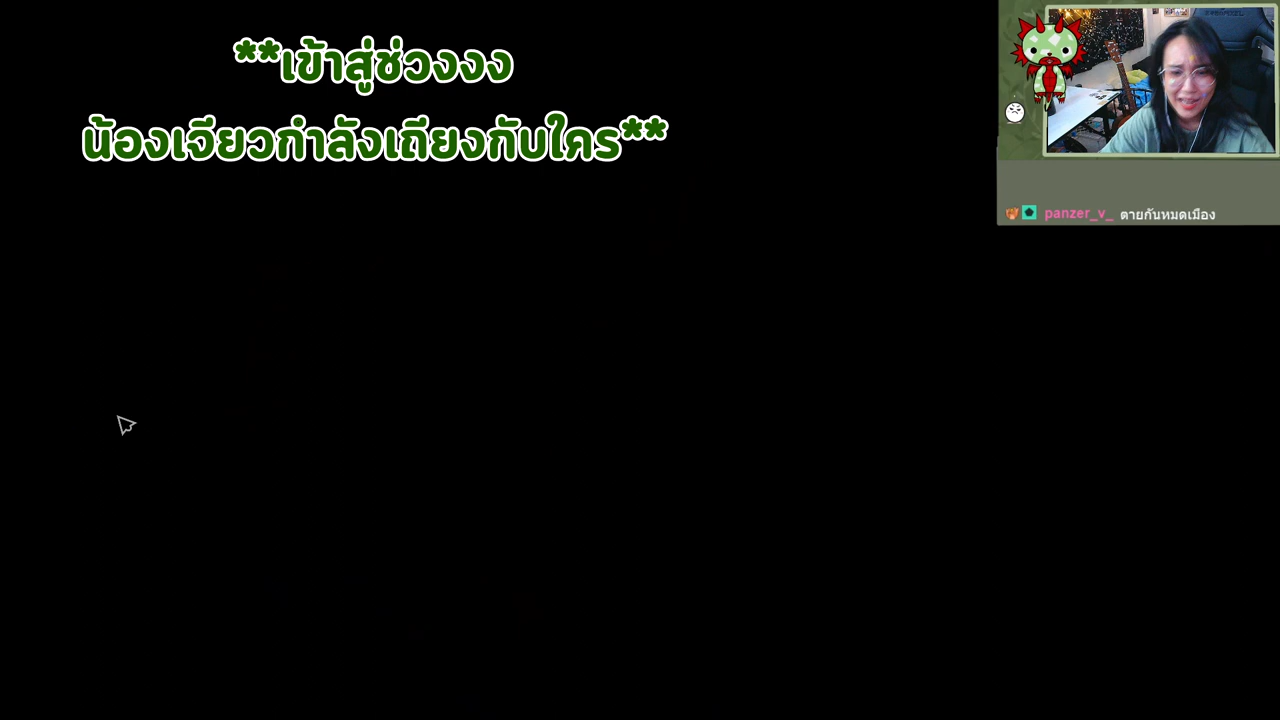 **เข้าสู่ช่วงงง
น้องเจียวกำลังเถียงกับใคร**
panzer_v_ ตายกันหมดเมือง